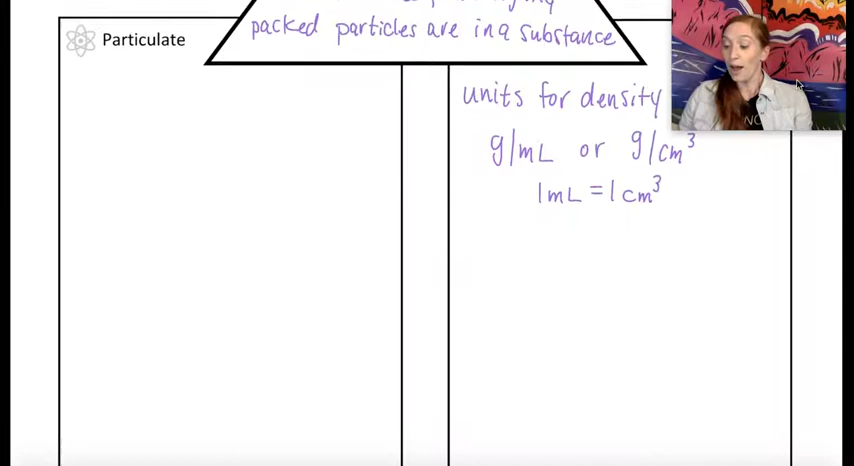 packed particles are in a substance
Particulate
units for density
g/mL or g/cm³
1mL = 1cm³